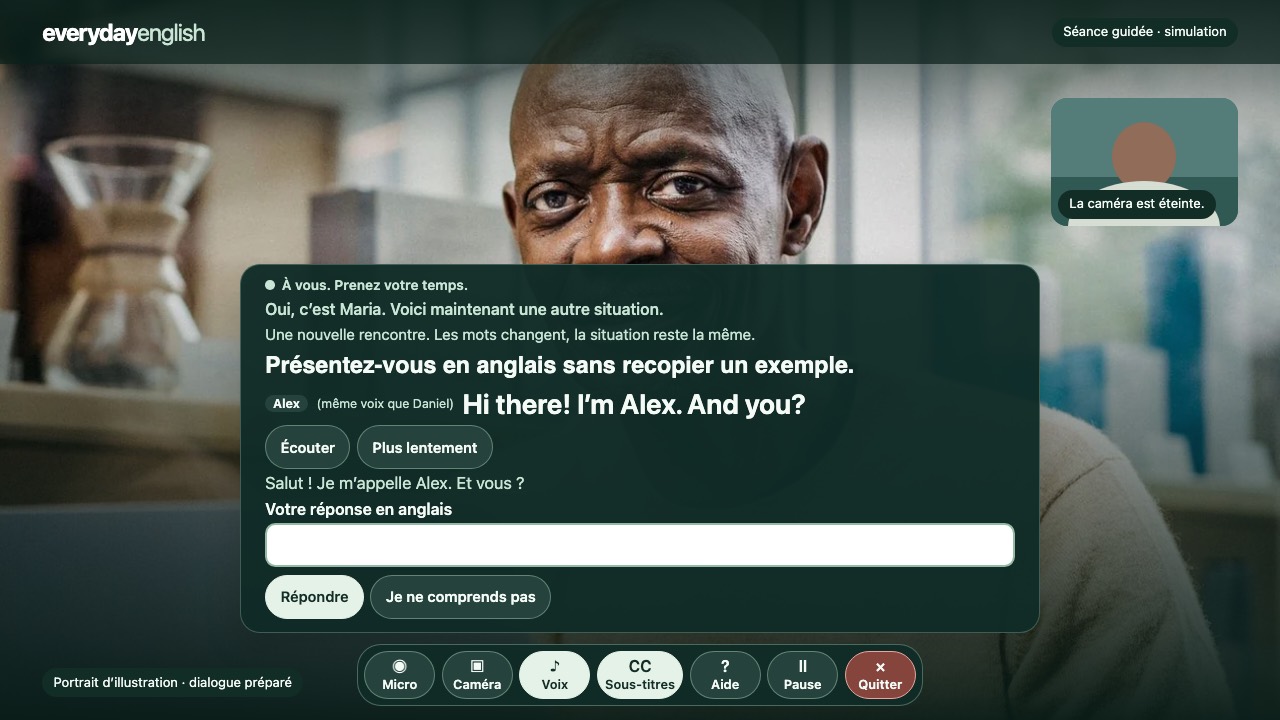 everydayenglish
Séance guidée · simulation
La caméra est éteinte.
À vous. Prenez votre temps.
Oui, c’est Maria. Voici maintenant une autre situation.
Une nouvelle rencontre. Les mots changent, la situation reste la même.
Présentez-vous en anglais sans recopier un exemple.
Alex (même voix que Daniel) Hi there! I’m Alex. And you?
Écouter Plus lentement
Salut ! Je m’appelle Alex. Et vous ?
Votre réponse en anglais
Répondre Je ne comprends pas
Portrait d’illustration · dialogue préparé
CC
?
Micro Caméra Voix Sous-titres Aide Pause Quitter